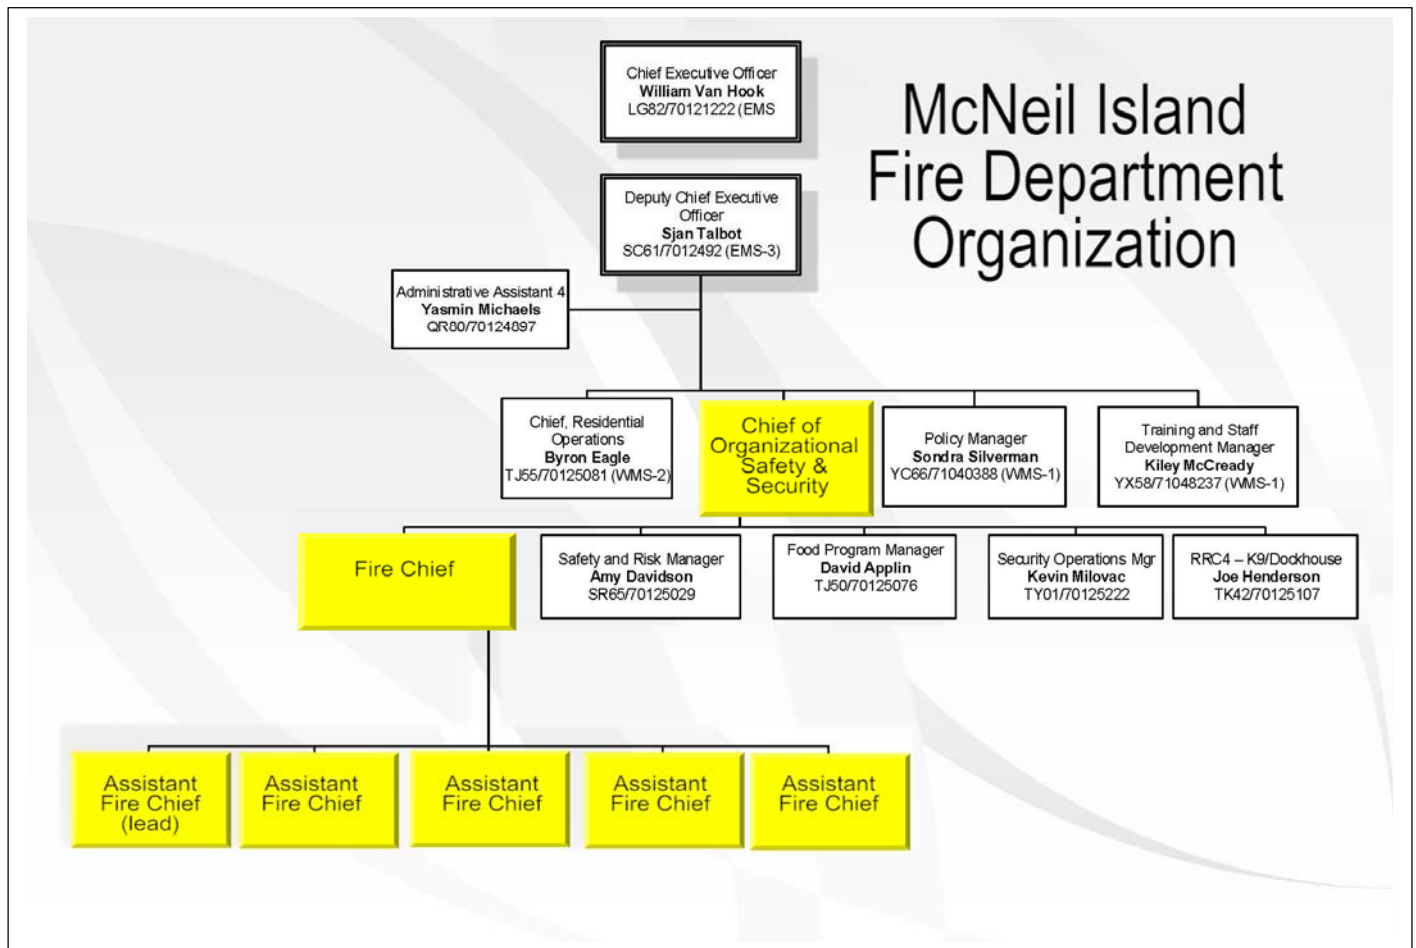 Chief Executive Officer
William Van Hook
LG82/70121222 (EMS
McNeil Island
Fire Department
Organization
Deputy Chief Executive
Officer
Sjan Talbot
SC61/7012492 (EMS-3)
Administrative Assistant 4
Yasmin Michaels
QR80/70124897
Chief, Residential
Operations
Byron Eagle
TJ55/70125081 (WMS-2)
Chief of
Organizational
Safety &
Security
Policy Manager
Sondra Silverman
YC66/71040388 (WMS-1)
Training and Staff
Development Manager
Kiley McCready
YX58/71048237 (WMS-1)
Fire Chief
Safety and Risk Manager
Amy Davidson
SR65/70125029
Food Program Manager
David Applin
TJ50/70125076
Security Operations Mgr
Kevin Milovac
TY01/70125222
RRC4 – K9/Dockhouse
Joe Henderson
TK42/70125107
Assistant
Fire Chief
(lead)
Assistant
Fire Chief
Assistant
Fire Chief
Assistant
Fire Chief
Assistant
Fire Chief